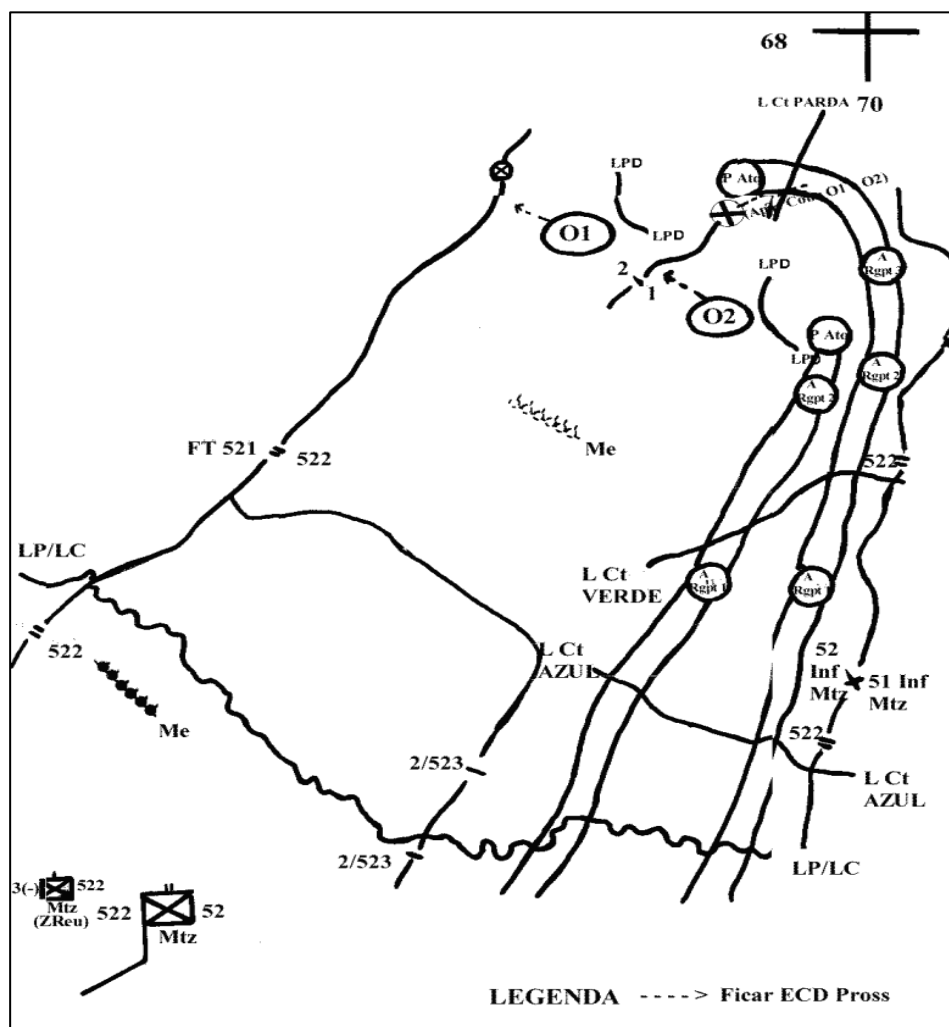 68
L Ct PARDA 70
LPD
P Atq
O1
LPD
A
Rgpt 3
2
1
LPD
O2
P Atq
LPD
A
Rgpt 2
A
Rgpt 2
Me
FT 521
522
522
LP/LC
L Ct
VERDE
A
Rgpt 1
A
Rgpt 1
522
L Ct
AZUL
52
Inf
Mtz
51 Inf
Mtz
Me
522
2/523
L Ct
AZUL
2/523
LP/LC
3(-)
522
Mtz
(ZReu)
522
52
Mtz
LEGENDA ----> Ficar ECD Pross